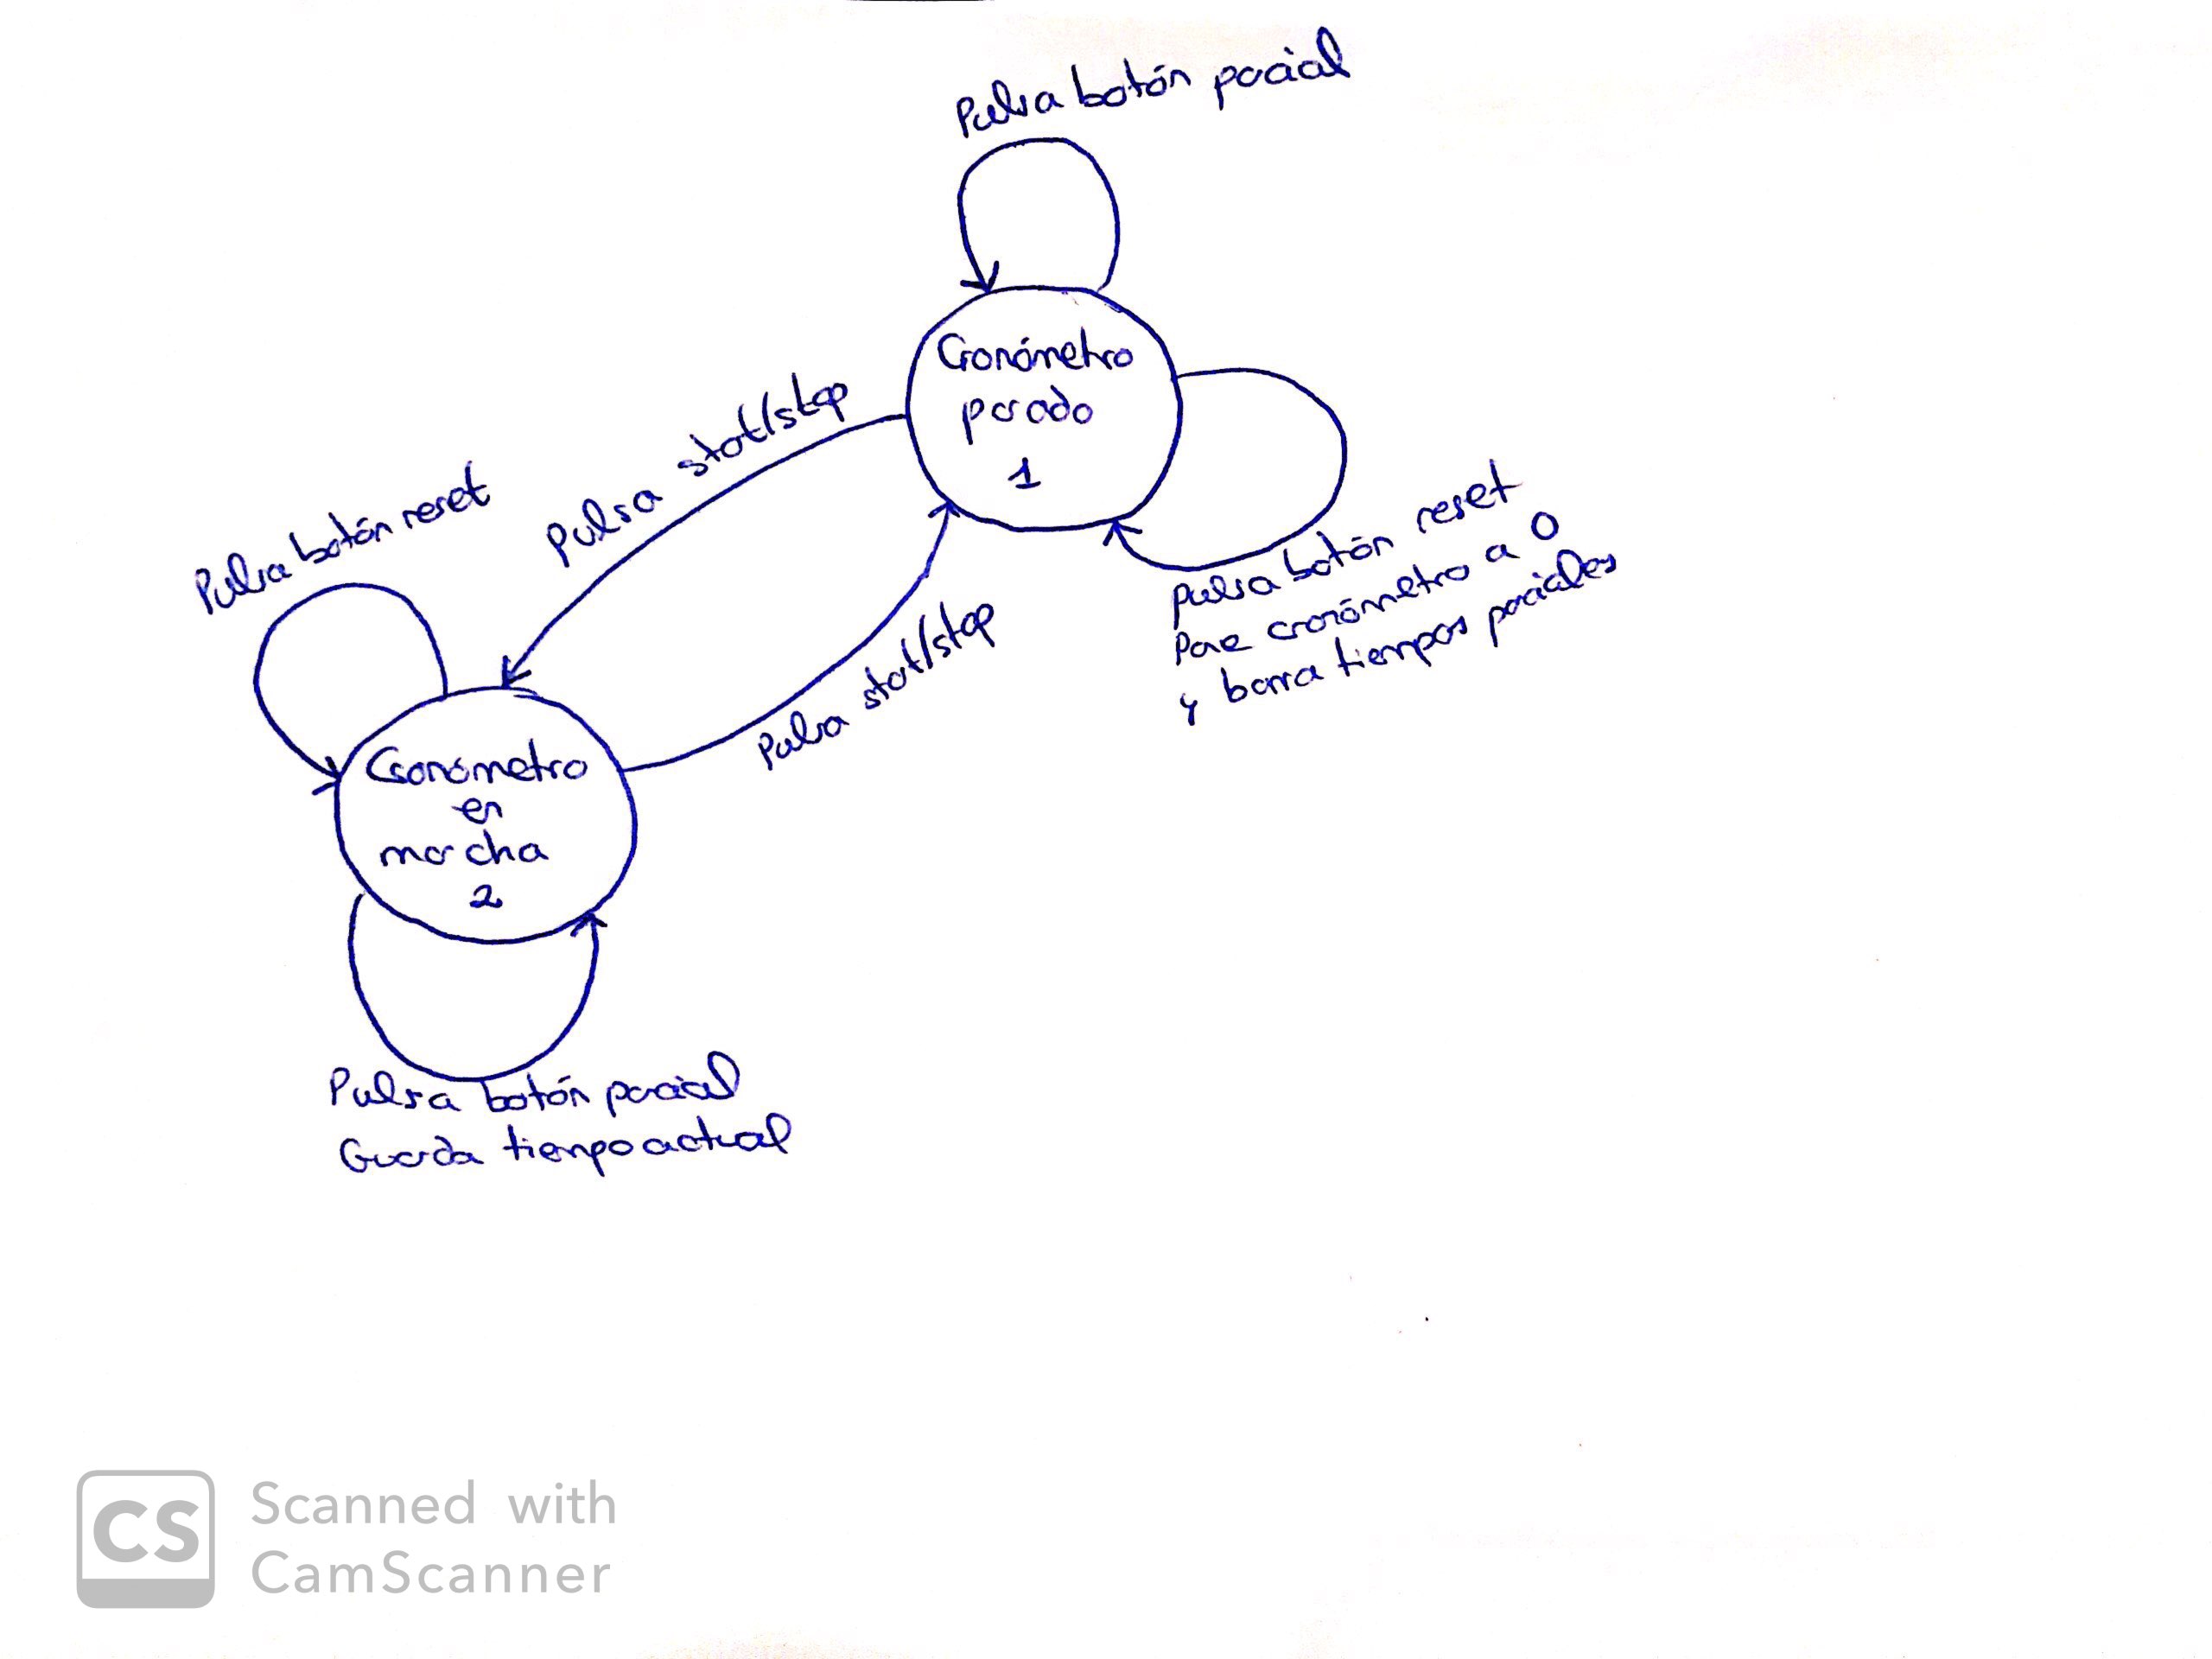 Pulsa botón parcial
Cronómetro
parado
1
Pulsa start/stop
Pulsa botón reset
pulsa botón reset
Pone cronómetro a 0
y borra tiempos parciales
Pulsa start/stop
Cronómetro
en
marcha
2
Pulsa botón parcial
Guarda tiempo actual
CS
Scanned with
CamScanner